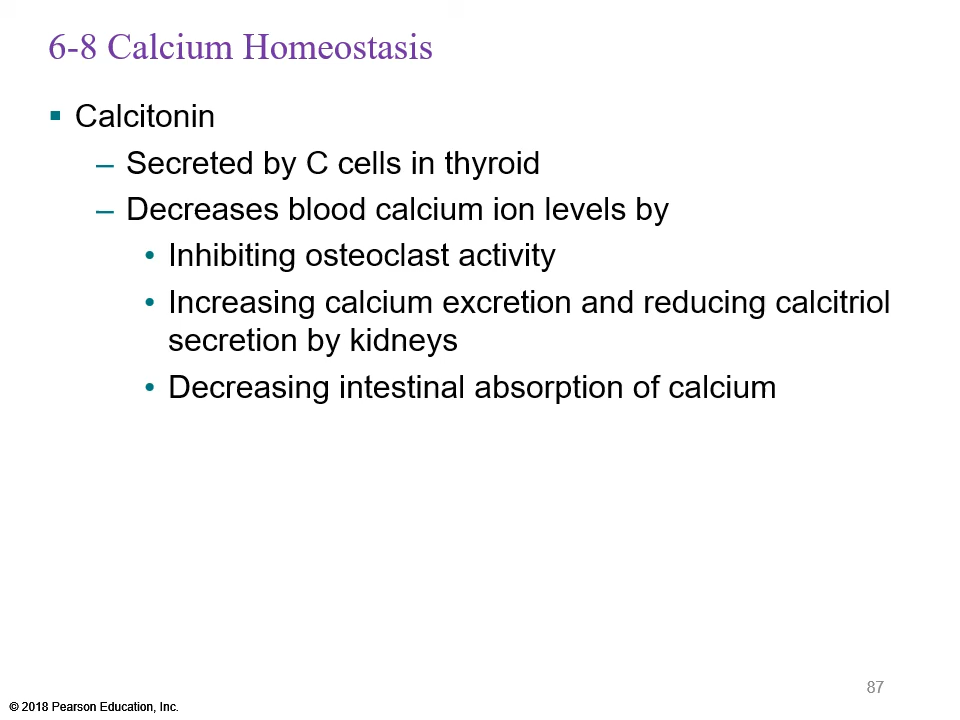 6-8 Calcium Homeostasis
▪ Calcitonin
– Secreted by C cells in thyroid
– Decreases blood calcium ion levels by
• Inhibiting osteoclast activity
• Increasing calcium excretion and reducing calcitriol
secretion by kidneys
• Decreasing intestinal absorption of calcium
87
© 2018 Pearson Education, Inc.